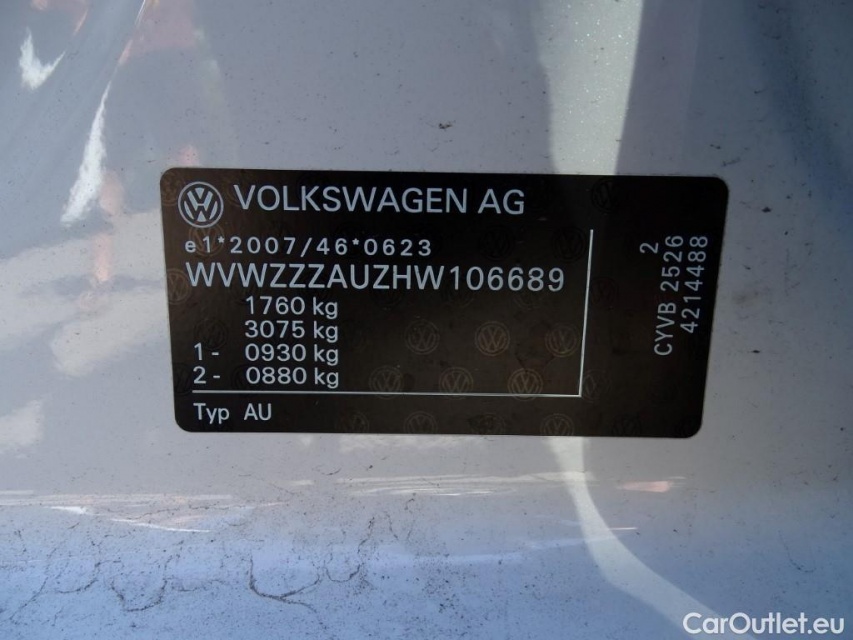 VOLKSWAGEN AG
e1*2007/46*0623
WVWZZZAUZHW106689
1760 kg
3075 kg
1- 0930 kg
2- 0880 kg
Typ AU
2
CYVB 2526
4214488
CarOutlet.eu